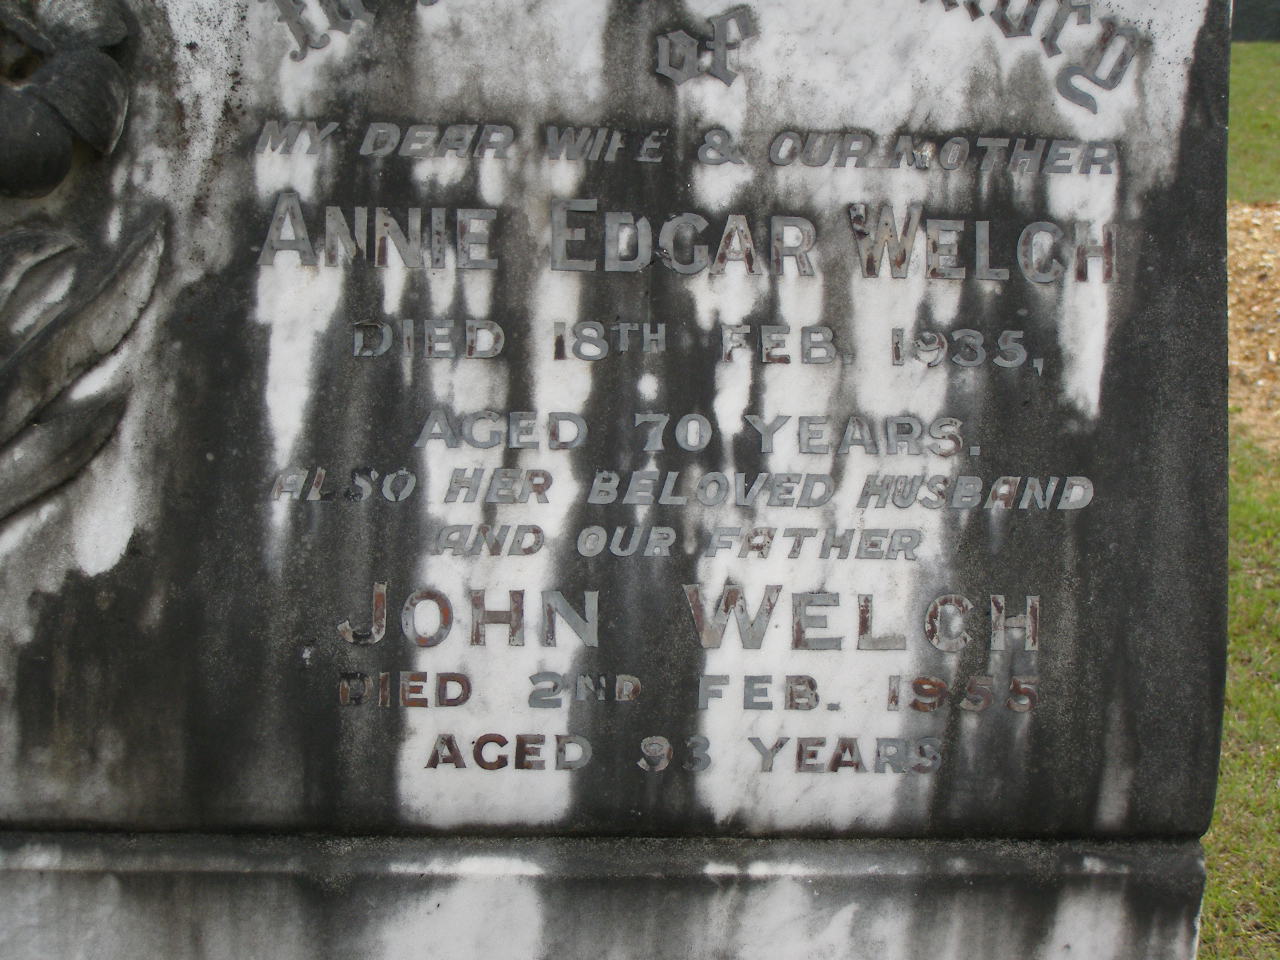 In
of
MY DEAR WIFE & OUR MOTHER
ANNIE EDGAR WELCH
DIED 18TH FEB. 1935,
AGED 70 YEARS.
ALSO HER BELOVED HUSBAND
AND OUR FATHER
JOHN WELCH
DIED 2ND FEB. 1955
AGED 93 YEARS